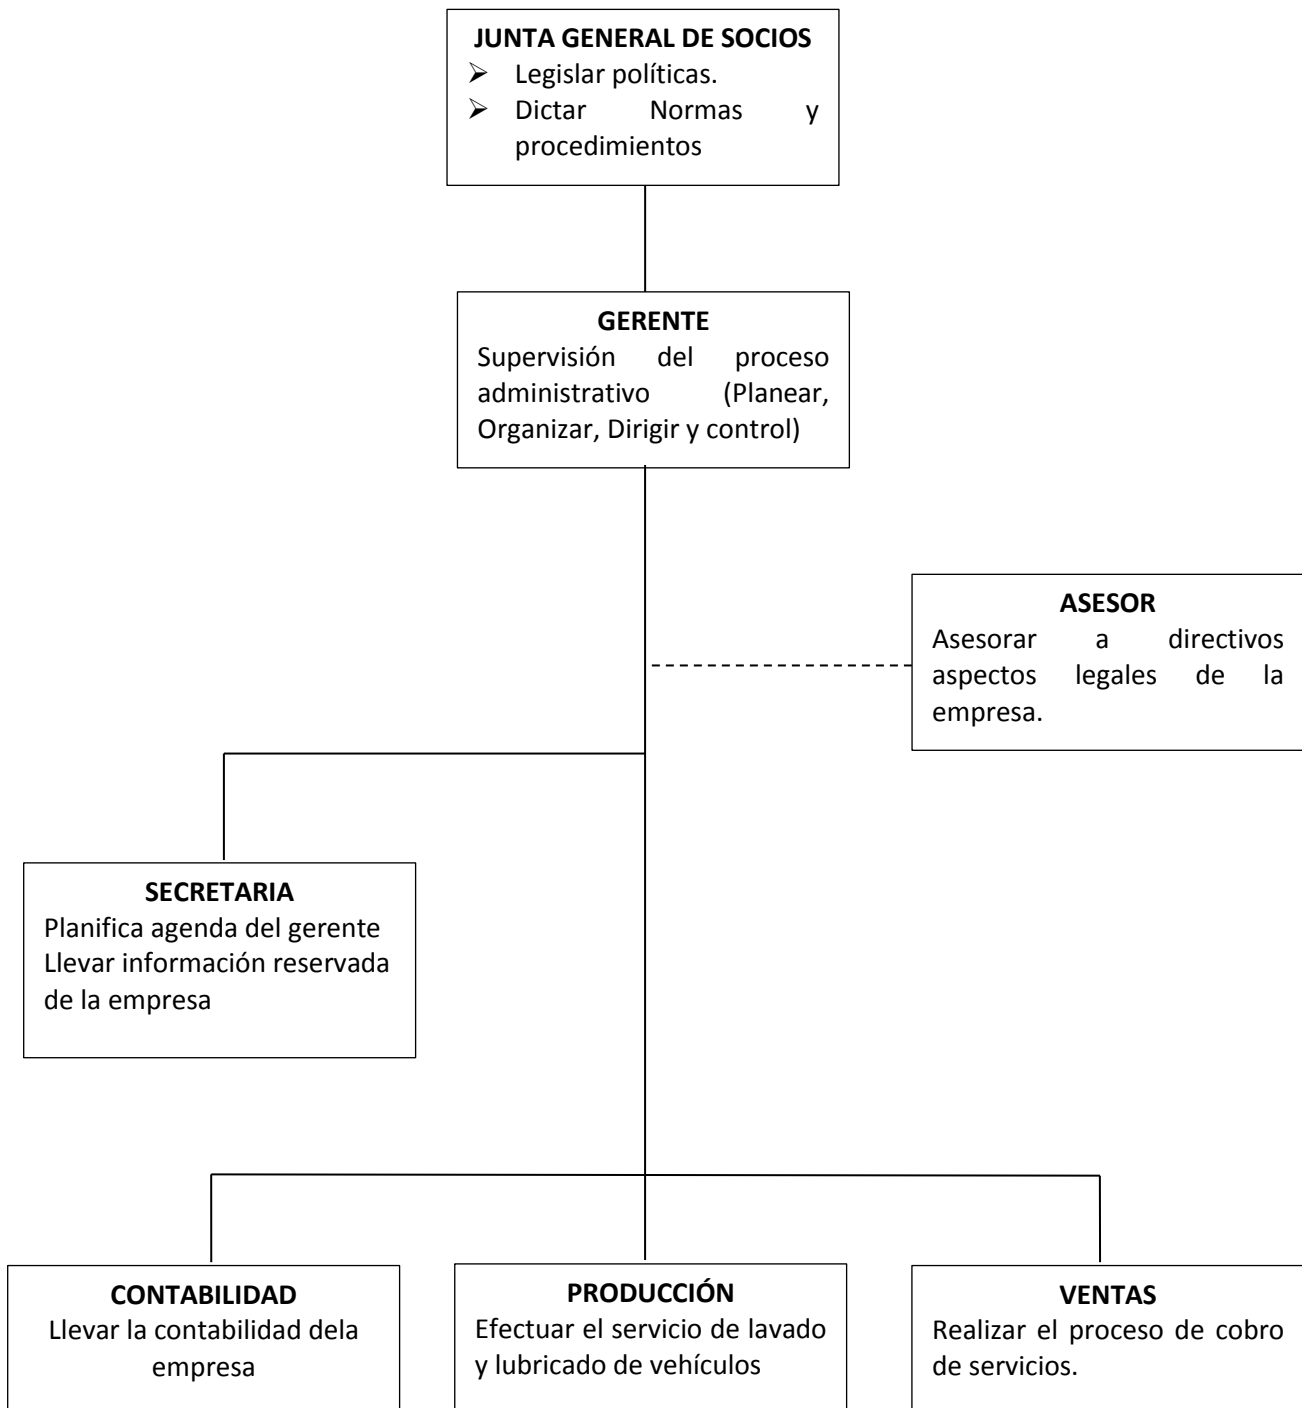 JUNTA GENERAL DE SOCIOS
➢ Legislar políticas.
➢ Dictar Normas y
procedimientos
GERENTE
Supervisión del proceso
administrativo (Planear,
Organizar, Dirigir y control)
ASESOR
Asesorar a directivos
aspectos legales de la
empresa.
SECRETARIA
Planifica agenda del gerente
Llevar información reservada
de la empresa
CONTABILIDAD
Llevar la contabilidad dela
empresa
PRODUCCIÓN
Efectuar el servicio de lavado
y lubricado de vehículos
VENTAS
Realizar el proceso de cobro
de servicios.